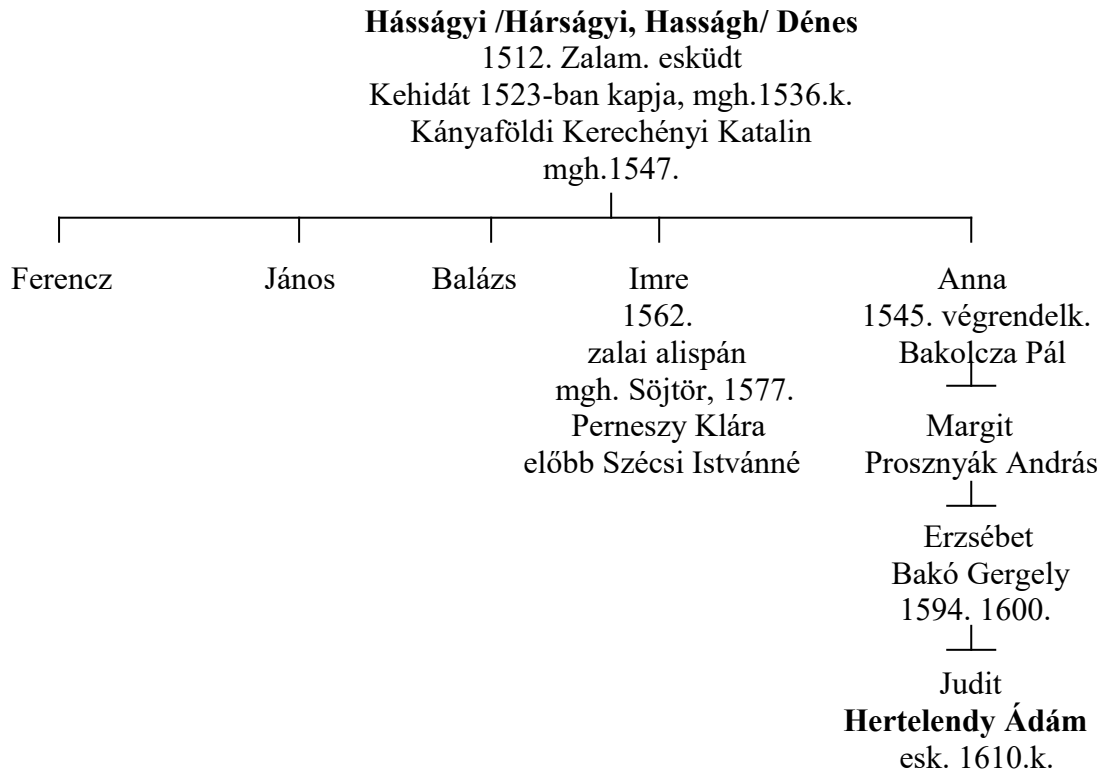 Hásságyi /Hárságyi, Hasságh/ Dénes
1512. Zalam. esküdt
Kehidát 1523-ban kapja, mgh.1536.k.
Kányaföldi Kerechényi Katalin
mgh.1547.
Ferencz
János
Balázs
Imre
1562.
zalai alispán
mgh. Söjtör, 1577.
Perneszy Klára
előbb Szécsi Istvánné
Anna
1545. végrendelk.
Bakolcza Pál
Margit
Prosznyák András
Erzsébet
Bakó Gergely
1594. 1600.
Judit
Hertelendy Ádám
esk. 1610.k.